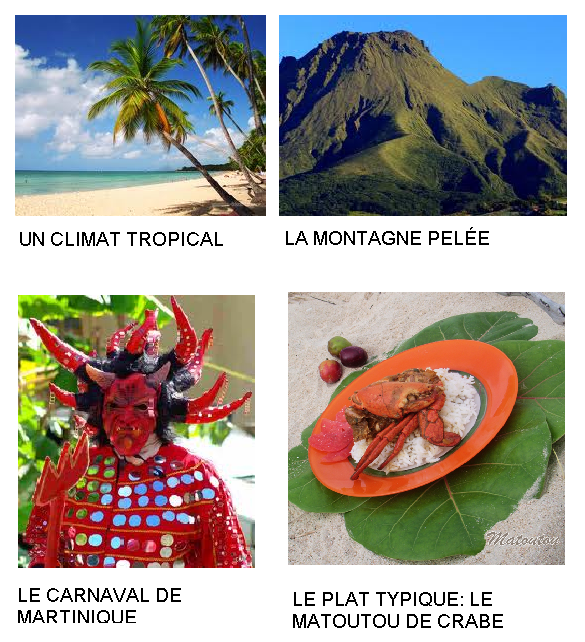 UN CLIMAT TROPICAL
LA MONTAGNE PELÉE
Matoutou
LE CARNAVAL DE
MARTINIQUE
LE PLAT TYPIQUE: LE
MATOUTOU DE CRABE